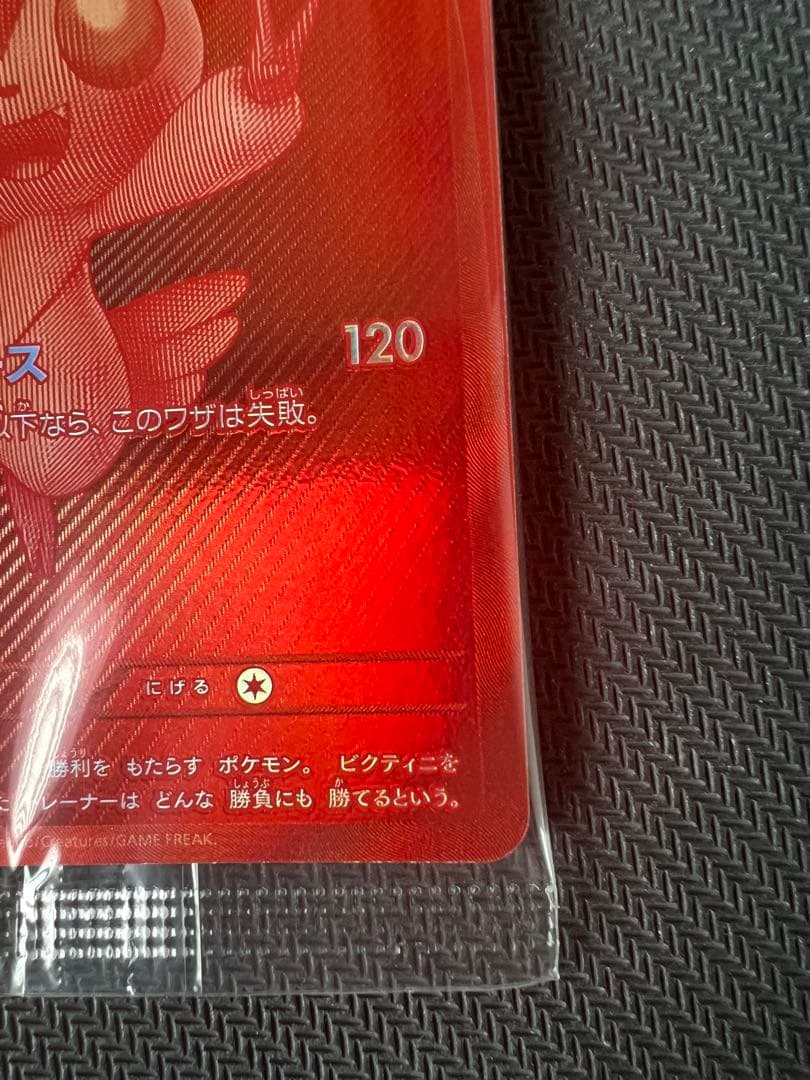 ース 120
以下なら、このワザは失敗。
にげる
勝利を もたらす ポケモン。 ビクティニを
トレーナーは どんな 勝負にも 勝てるという。
/Creatures/GAME FREAK.